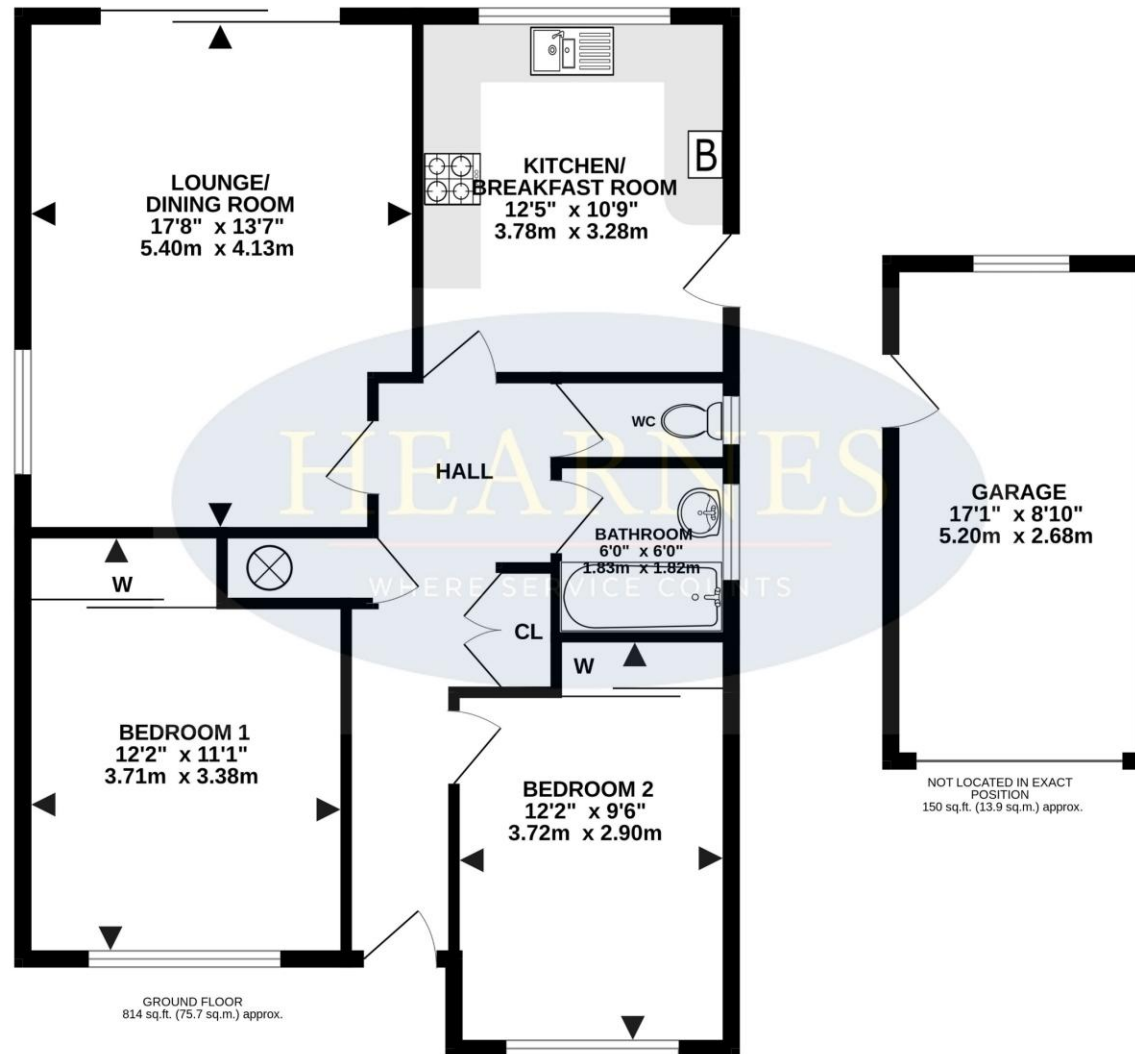 LOUNGE/
DINING ROOM
17'8" x 13'7"
5.40m x 4.13m
KITCHEN/
BREAKFAST ROOM
12'5" x 10'9"
3.78m x 3.28m
B
HALL
WC
BATHROOM
6'0" x 6'0"
1.83m x 1.82m
HEARNES
WHERE SERVICE COUNTS
W
CL
W
BEDROOM 1
12'2" x 11'1"
3.71m x 3.38m
BEDROOM 2
12'2" x 9'6"
3.72m x 2.90m
GARAGE
17'1" x 8'10"
5.20m x 2.68m
NOT LOCATED IN EXACT
POSITION
150 sq.ft. (13.9 sq.m.) approx.
GROUND FLOOR
814 sq.ft. (75.7 sq.m.) approx.